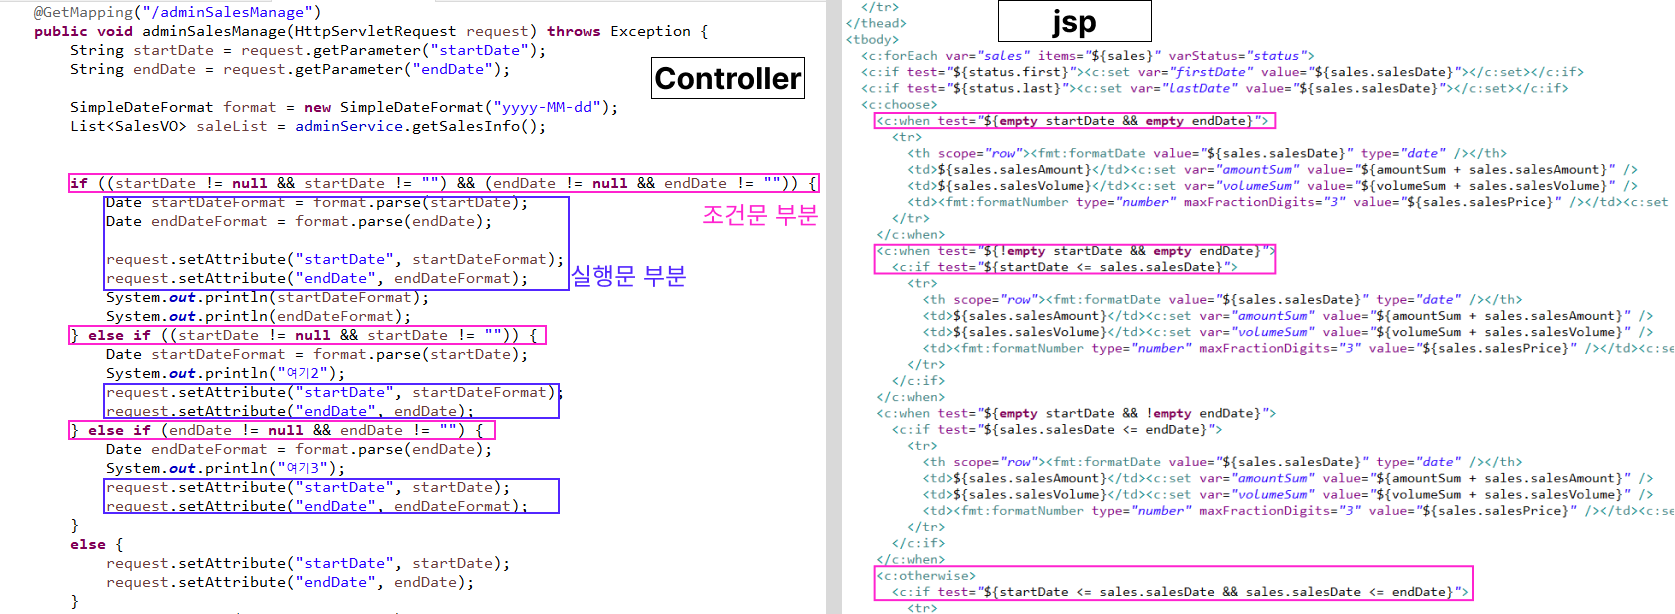 @GetMapping("/adminSalesManage")
public void adminSalesManage(HttpServletRequest request) throws Exception {
String startDate = request.getParameter("startDate");
String endDate = request.getParameter("endDate");
Controller
SimpleDateFormat format = new SimpleDateFormat("yyyy-MM-dd");
List<SalesVO> saleList = adminService.getSalesInfo();
if ((startDate != null && startDate != "") && (endDate != null && endDate != "")) {
조건문 부분
Date startDateFormat = format.parse(startDate);
Date endDateFormat = format.parse(endDate);
request.setAttribute("startDate", startDateFormat);
request.setAttribute("endDate", endDateFormat);
실행문 부분
System.out.println(startDateFormat);
System.out.println(endDateFormat);
} else if ((startDate != null && startDate != "")) {
Date startDateFormat = format.parse(startDate);
System.out.println("여기2");
request.setAttribute("startDate", startDateFormat);
request.setAttribute("endDate", endDate);
} else if (endDate != null && endDate != "") {
Date endDateFormat = format.parse(endDate);
System.out.println("여기3");
request.setAttribute("startDate", startDate);
request.setAttribute("endDate", endDateFormat);
}
else {
request.setAttribute("startDate", startDate);
request.setAttribute("endDate", endDate);
}
jsp
</tr>
</thead>
<tbody>
<c:forEach var="sales" items="${sales}" varStatus="status">
<c:if test="${status.first}"><c:set var="firstDate" value="${sales.salesDate}"></c:set></c:if>
<c:if test="${status.last}"><c:set var="lastDate" value="${sales.salesDate}"></c:set></c:if>
<c:choose>
<c:when test="${empty startDate && empty endDate}">
<tr>
<th scope="row"><fmt:formatDate value="${sales.salesDate}" type="date" /></th>
<td>${sales.salesAmount}</td><c:set var="amountSum" value="${amountSum + sales.salesAmount}" />
<td>${sales.salesVolume}</td><c:set var="volumeSum" value="${volumeSum + sales.salesVolume}" />
<td><fmt:formatNumber type="number" maxFractionDigits="3" value="${sales.salesPrice}" /></td><c:set
</tr>
</c:when>
<c:when test="${!empty startDate && empty endDate}">
<c:if test="${startDate <= sales.salesDate}">
<tr>
<th scope="row"><fmt:formatDate value="${sales.salesDate}" type="date" /></th>
<td>${sales.salesAmount}</td><c:set var="amountSum" value="${amountSum + sales.salesAmount}" />
<td>${sales.salesVolume}</td><c:set var="volumeSum" value="${volumeSum + sales.salesVolume}" />
<td><fmt:formatNumber type="number" maxFractionDigits="3" value="${sales.salesPrice}" /></td><c:se
</tr>
</c:if>
</c:when>
<c:when test="${empty startDate && !empty endDate}">
<c:if test="${sales.salesDate <= endDate}">
<tr>
<th scope="row"><fmt:formatDate value="${sales.salesDate}" type="date" /></th>
<td>${sales.salesAmount}</td><c:set var="amountSum" value="${amountSum + sales.salesAmount}" />
<td>${sales.salesVolume}</td><c:set var="volumeSum" value="${volumeSum + sales.salesVolume}" />
<td><fmt:formatNumber type="number" maxFractionDigits="3" value="${sales.salesPrice}" /></td><c:se
</tr>
</c:if>
</c:when>
<c:otherwise>
<c:if test="${startDate <= sales.salesDate && sales.salesDate <= endDate}">
<tr>